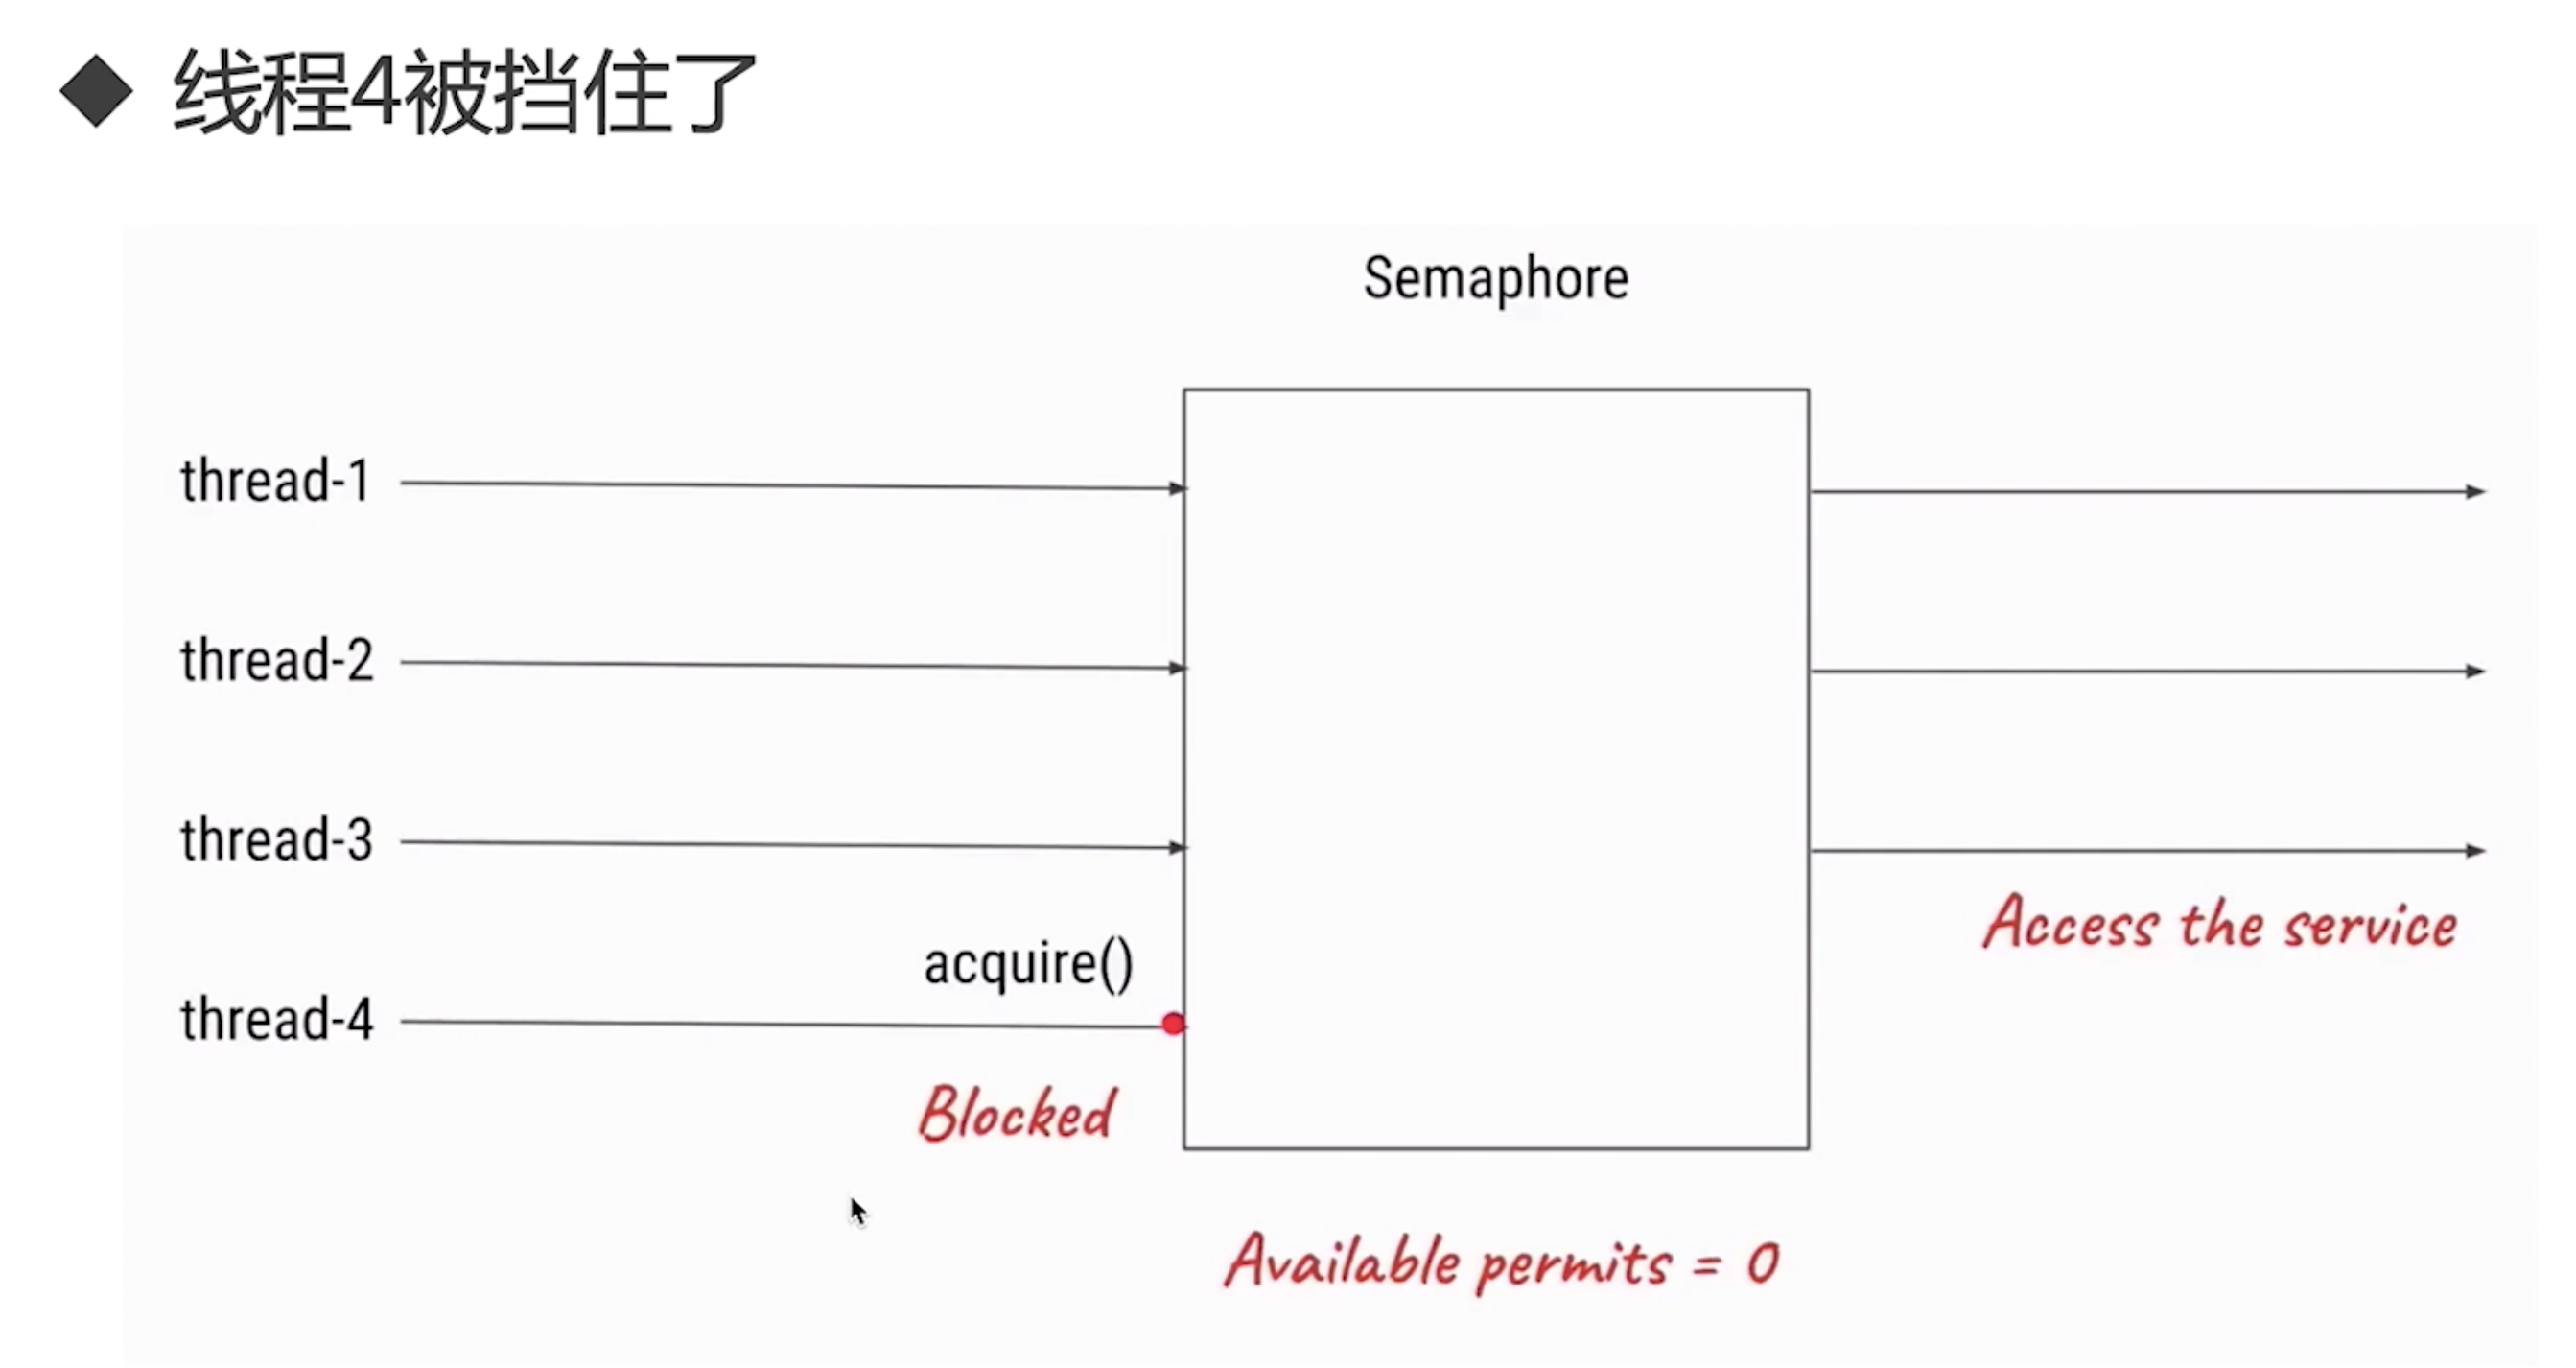 线程4被挡住了
Semaphore
thread-1
thread-2
thread-3
Access the service
acquire()
thread-4
Blocked
Available permits = 0